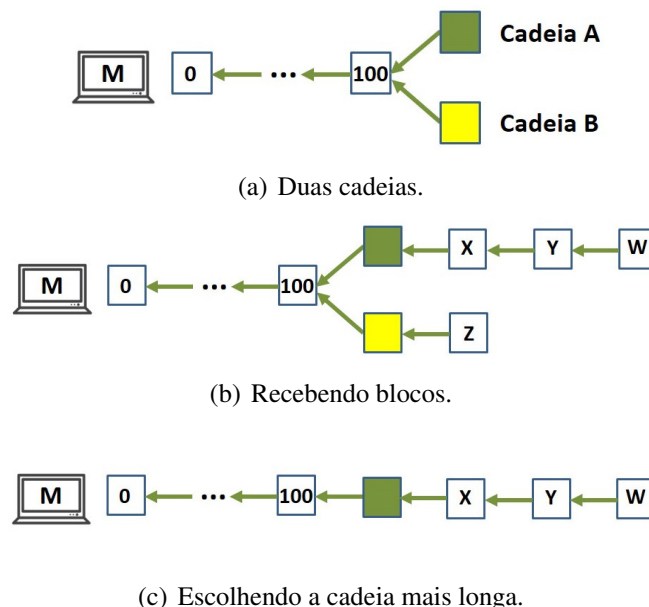 Cadeia A
M 0 ... 100
Cadeia B
(a) Duas cadeias.
X Y W
M 0 ... 100
Z
(b) Recebendo blocos.
M 0 ... 100 X Y W
(c) Escolhendo a cadeia mais longa.